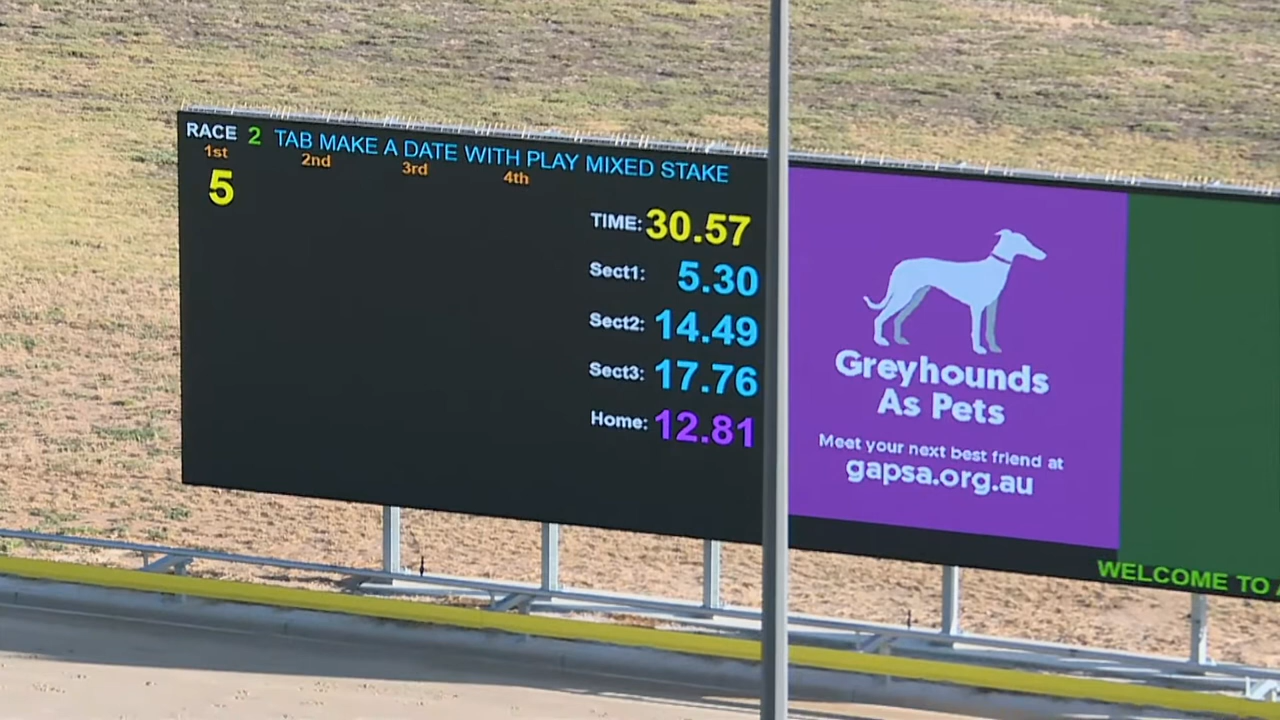 RACE 2 TAB MAKE A DATE WITH PLAY MIXED STAKE
1st 2nd 3rd 4th
5
TIME: 30.57
Sect1: 5.30
Sect2: 14.49
Sect3: 17.76
Home: 12.81
Greyhounds
As Pets
Meet your next best friend at
gapsa.org.au
WELCOME TO